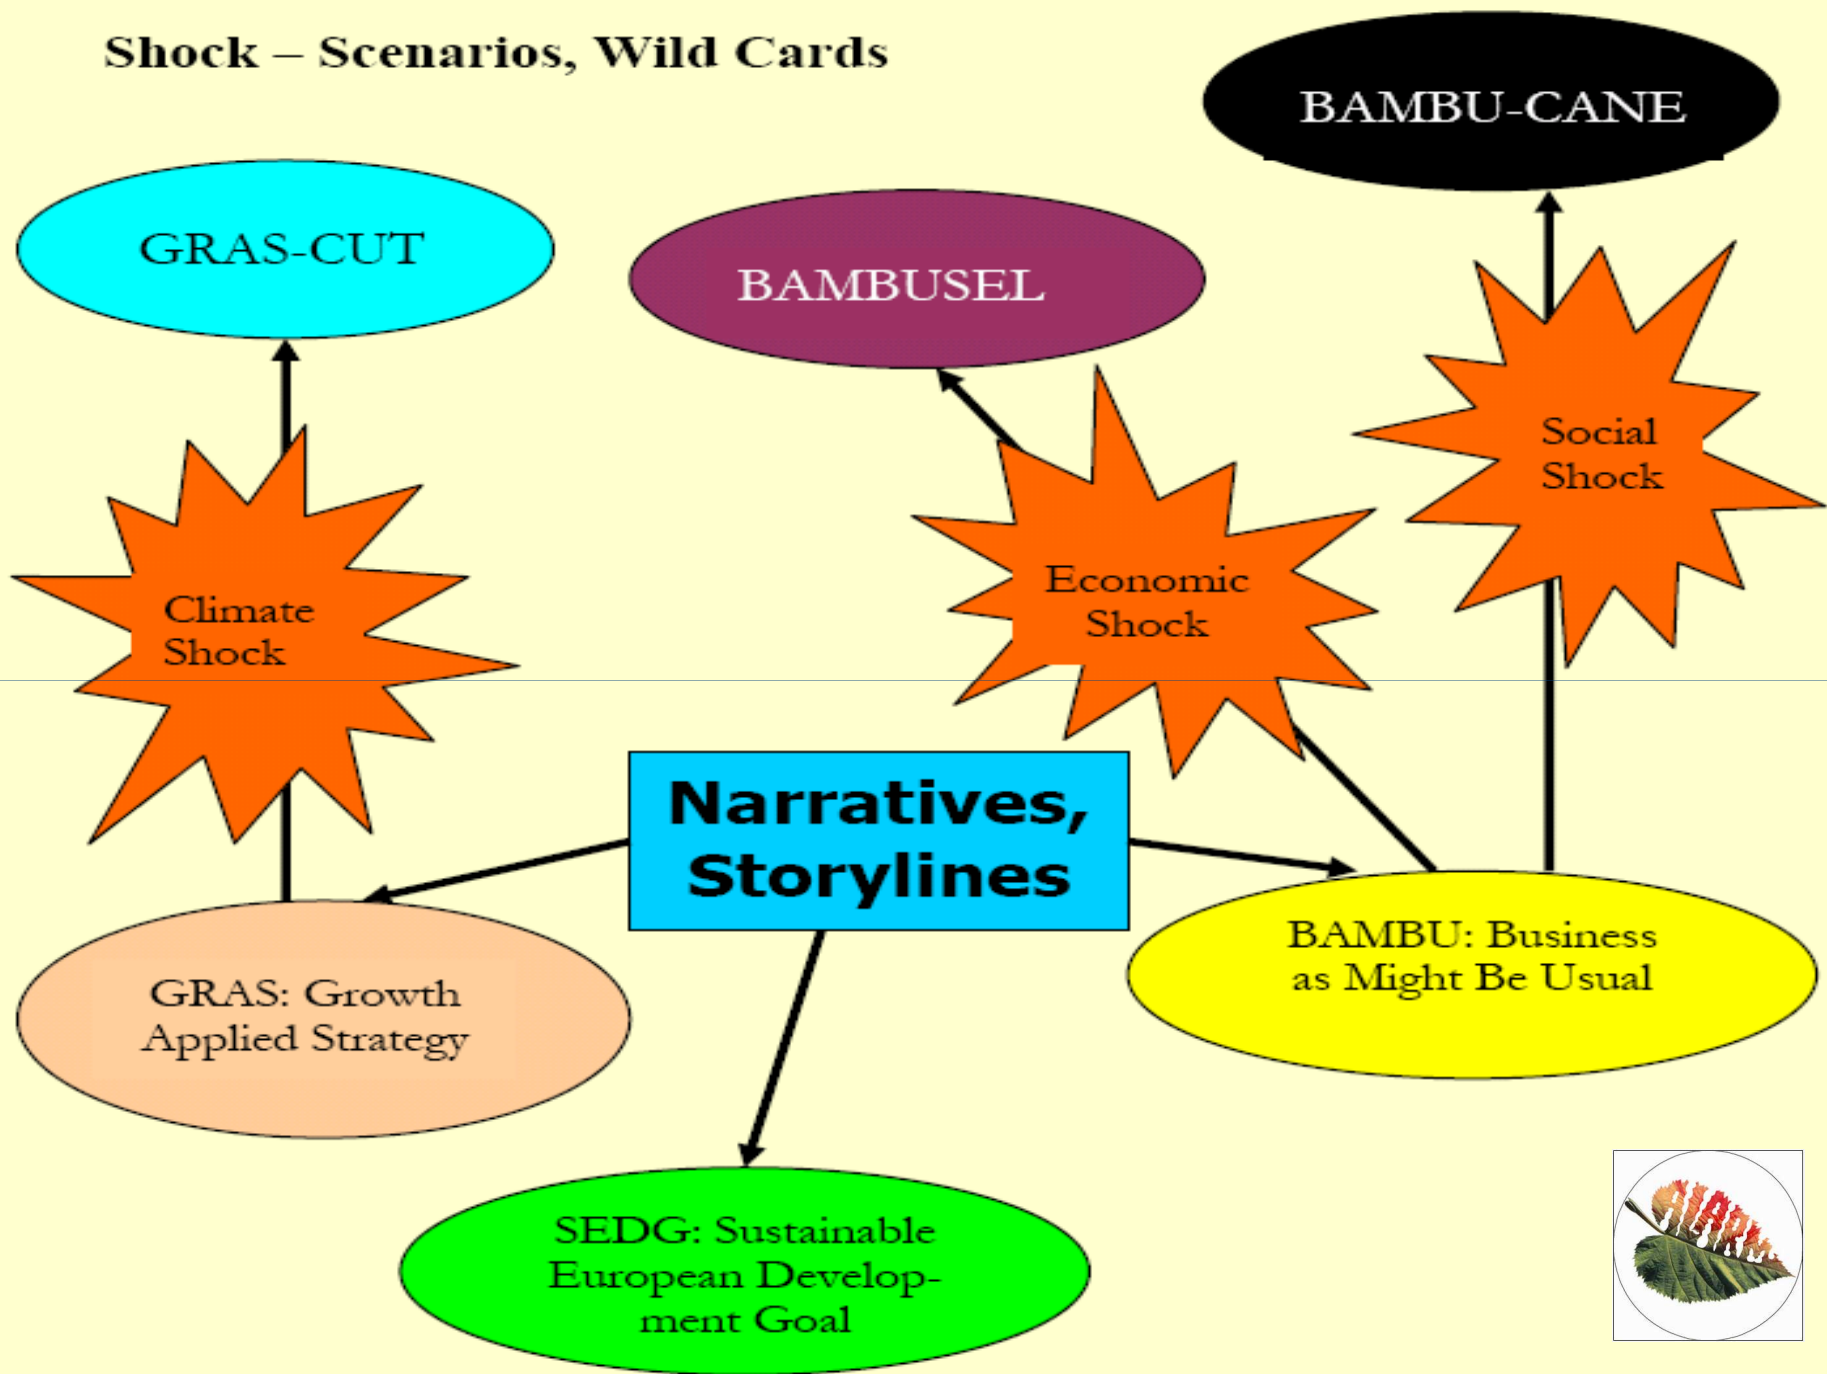 Shock – Scenarios, Wild Cards
BAMBU-CANE
GRAS-CUT
BAMBUSEL
Social
Shock
Economic
Shock
Climate
Shock
Narratives,
Storylines
BAMBU: Business
as Might Be Usual
GRAS: Growth
Applied Strategy
SEDG: Sustainable
European Develop-
ment Goal